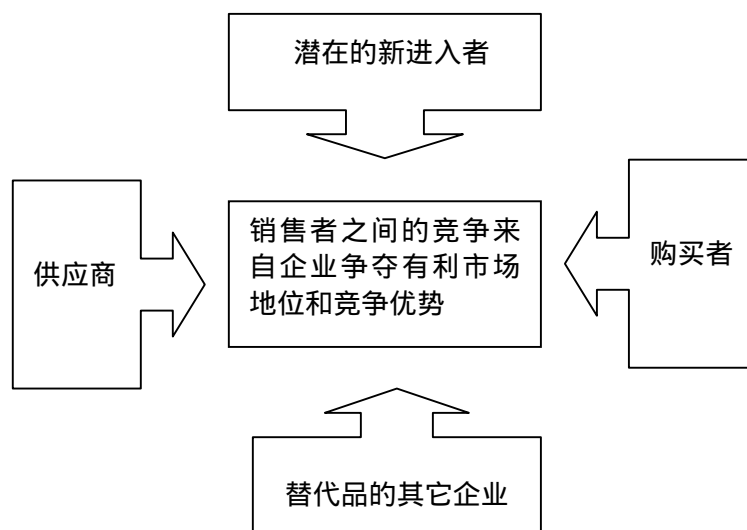 潜在的新进入者
供应商
销售者之间的竞争来
自企业争夺有利市场
地位和竞争优势
购买者
替代品的其它企业